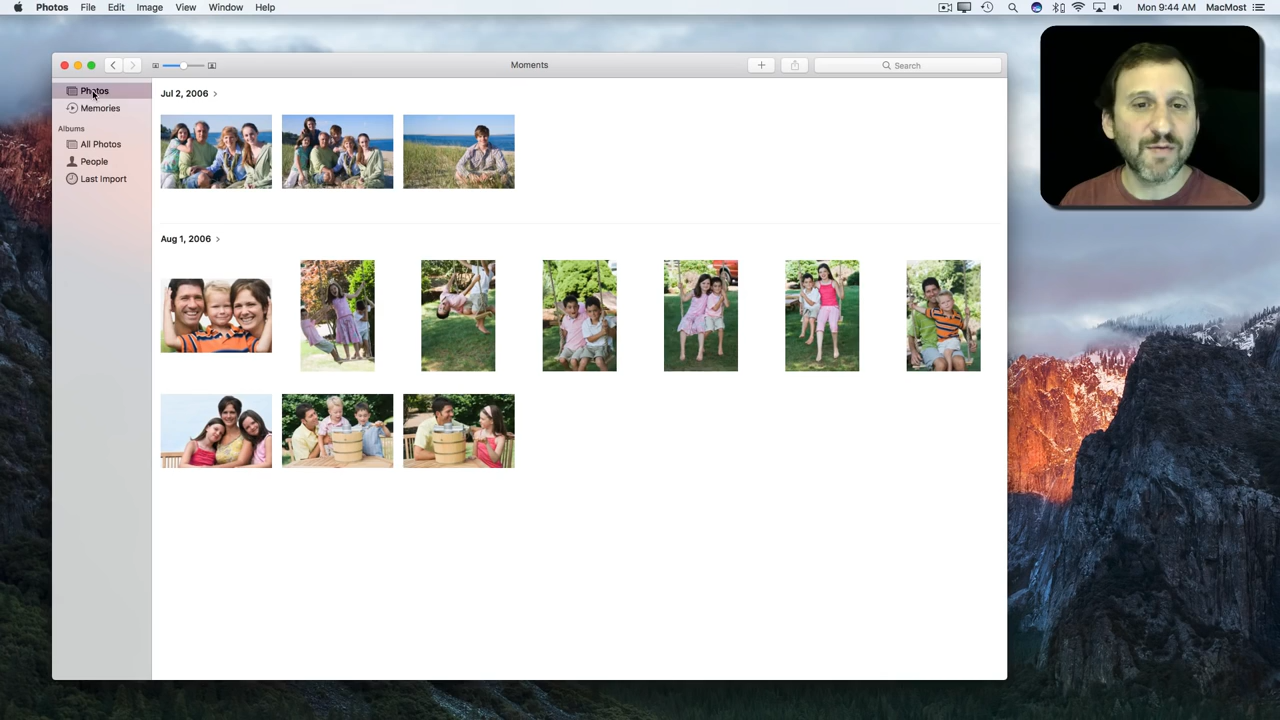 Photos File Edit Image View Window Help Mon 9:44 AM MacMost
Moments
Search
Photos
Memories
Albums
All Photos
People
Last Import
Jul 2, 2006
Aug 1, 2006